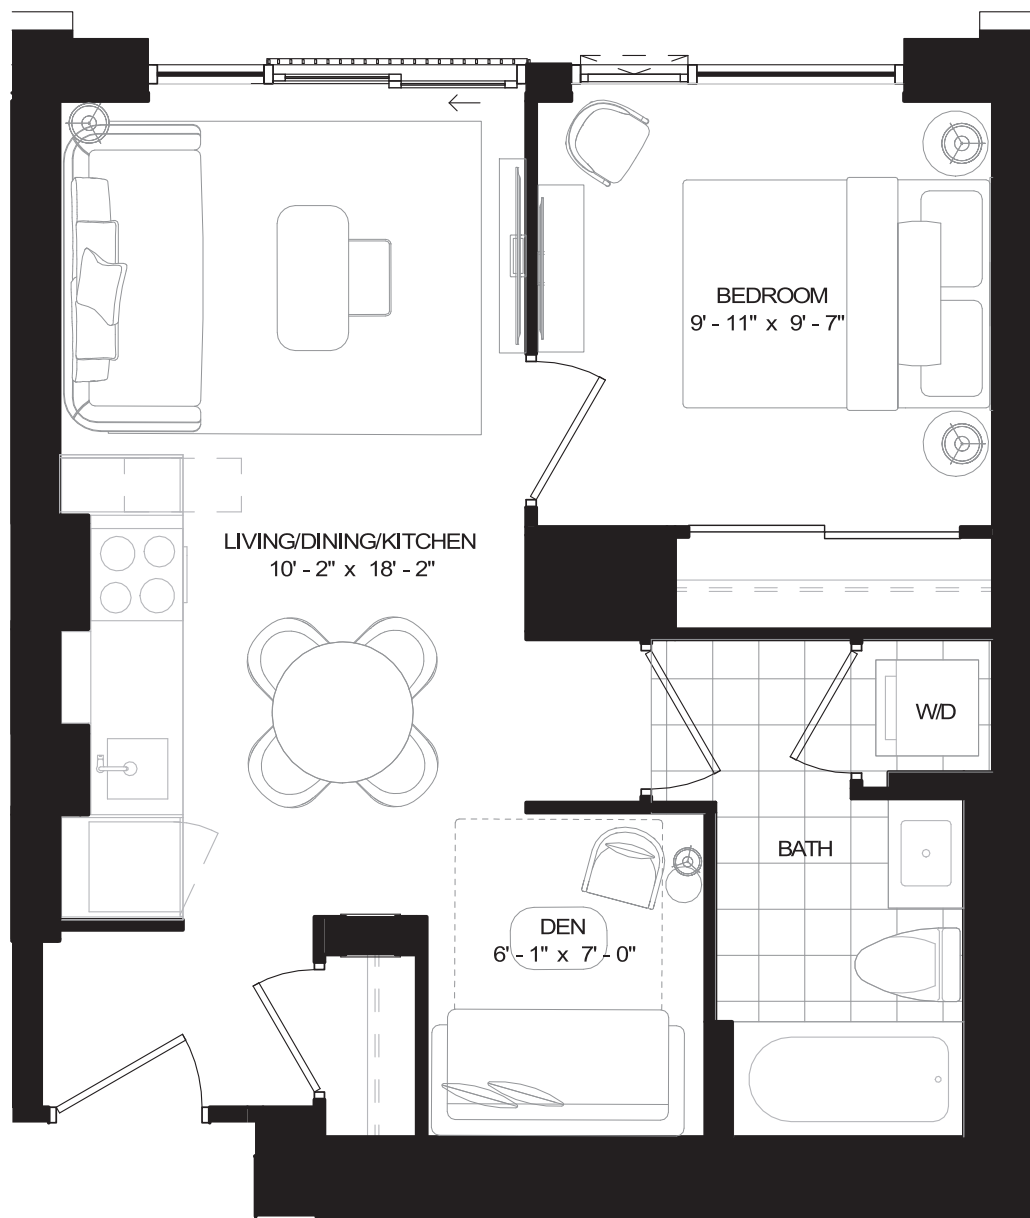 BEDROOM
9' - 11" x 9' - 7"
LIVING/DINING/KITCHEN
10' - 2" x 18' - 2"
W/D
BATH
DEN
6' - 1" x 7' - 0"